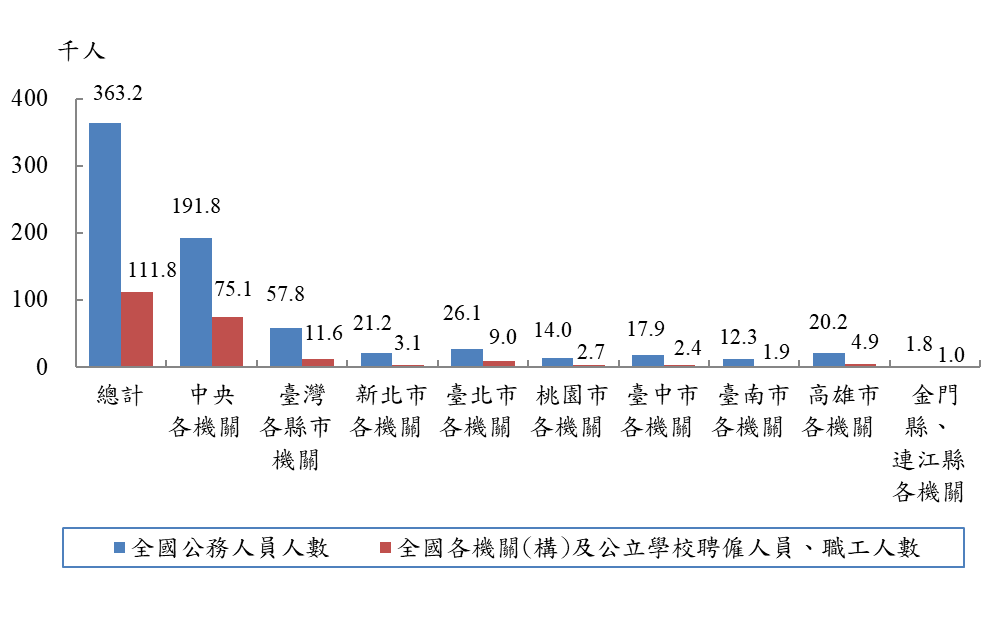 千人
400
300
200
100
0
363.2
111.8
191.8
75.1
57.8
11.6
21.2
3.1
26.1
9.0
14.0
2.7
17.9
2.4
12.3
1.9
20.2
4.9
1.8
1.0
總計
中央
各機關
臺灣
各縣市
機關
新北市
各機關
臺北市
各機關
桃園市
各機關
臺中市
各機關
臺南市
各機關
高雄市
各機關
金門
縣、
連江縣
各機關
全國公務人員人數
全國各機關(構)及公立學校聘僱人員、職工人數